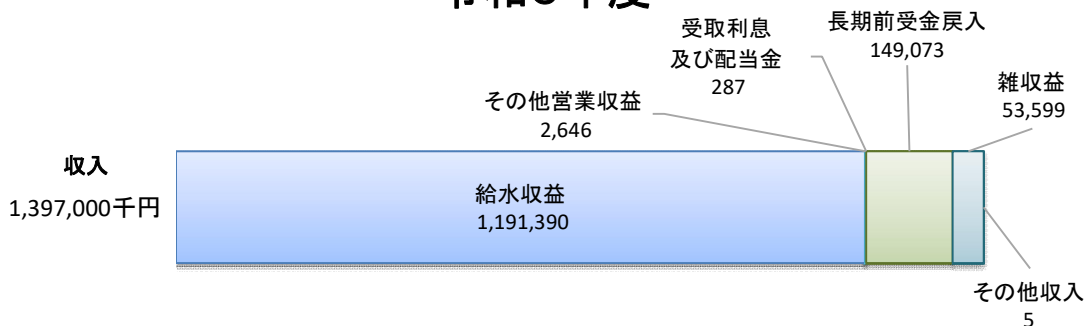 受取利息
及び配当金
287
長期前受金戻入
149,073
雑収益
53,599
その他営業収益
2,646
収入
1,397,000千円
給水収益
1,191,390
その他収入
5